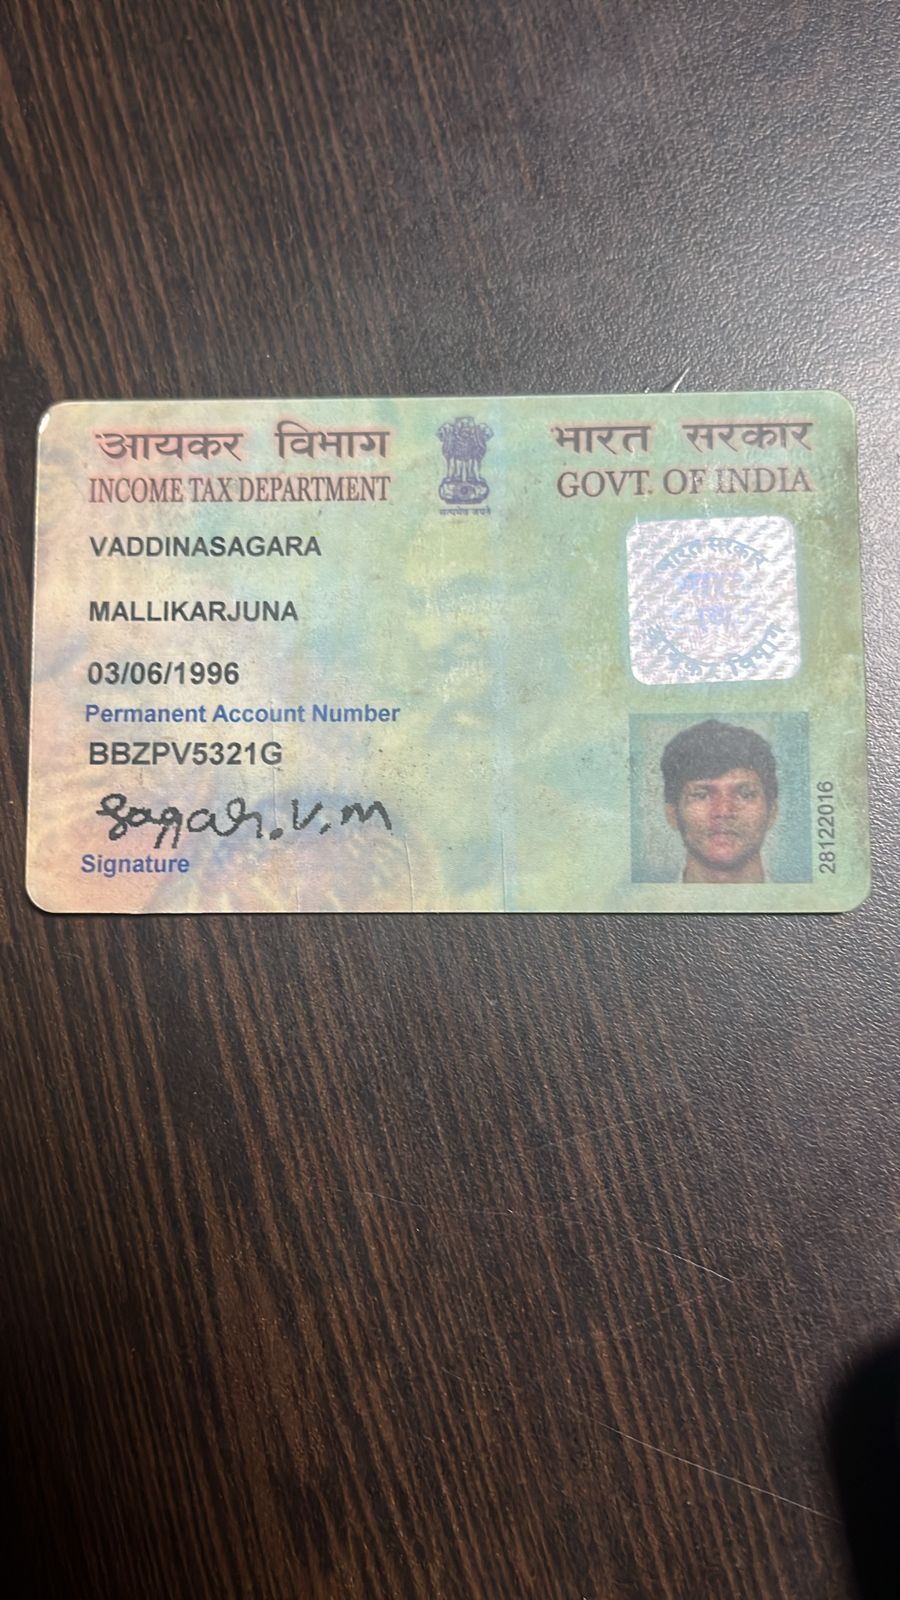 आयकर विभाग
INCOME TAX DEPARTMENT
सत्यमेव जयते
भारत सरकार
GOVT. OF INDIA
VADDINASAGARA
MALLIKARJUNA
03/06/1996
Permanent Account Number
BBZPV5321G
Sagar.V.M
Signature
भारत सरकार
आयकर विभाग
28122016